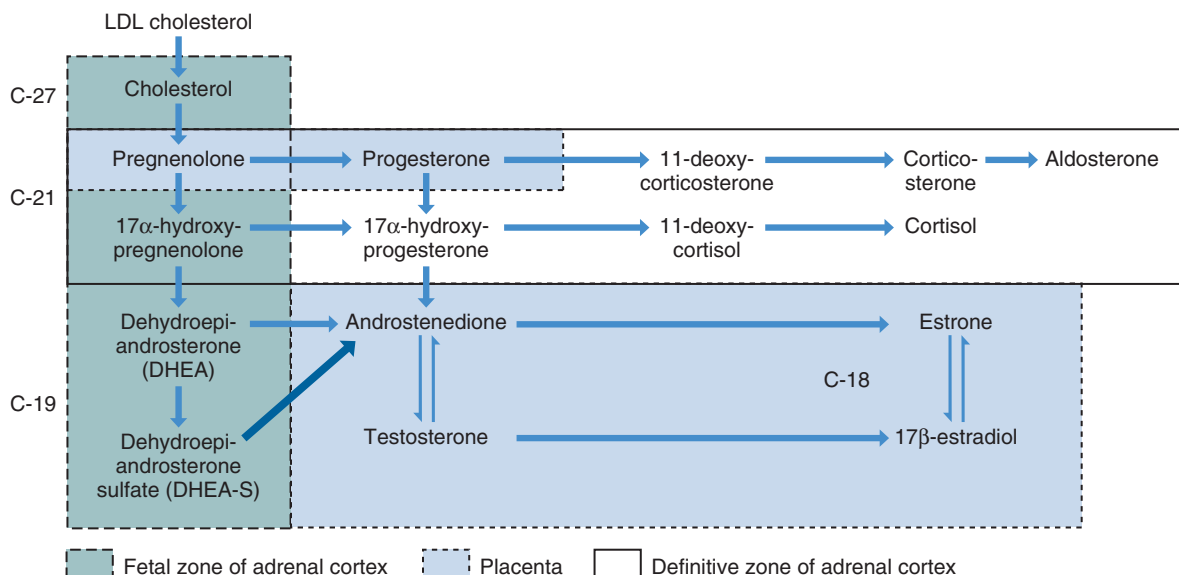 LDL cholesterol
C-27
Cholesterol
C-21
Pregnenolone
Progesterone
11-deoxy-
corticosterone
Cortico-
sterone
Aldosterone
17α-hydroxy-
pregnenolone
17α-hydroxy-
progesterone
11-deoxy-
cortisol
Cortisol
C-19
Dehydroepi-
androsterone
(DHEA)
Androstenedione
Estrone
C-18
Dehydroepi-
androsterone
sulfate (DHEA-S)
Testosterone
17β-estradiol
Fetal zone of adrenal cortex
Placenta
Definitive zone of adrenal cortex